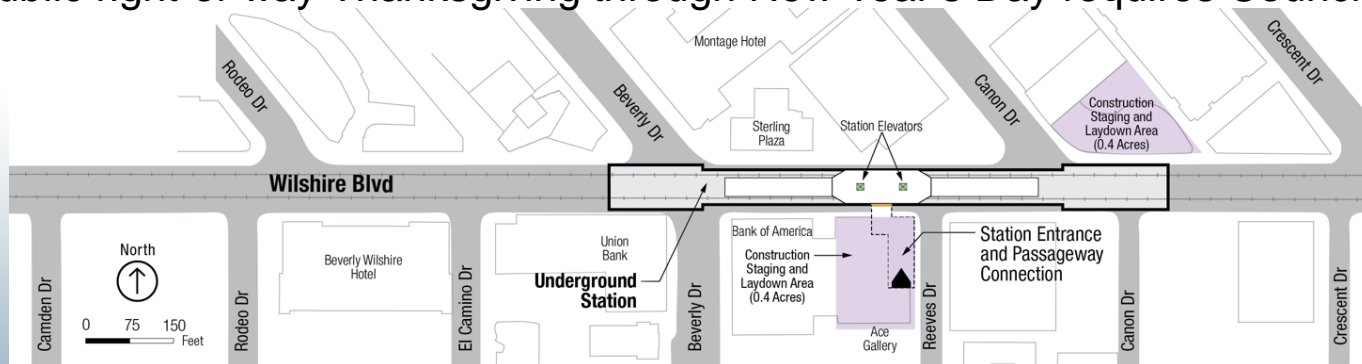 right-of-way Thanksgiving through New Year's Day requires
Montage Hotel
Crescent Dr
Rodeo Dr
Beverly Dr
Canon Dr
Construction
Staging and
Laydown Area
(0.4 Acres)
Sterling
Plaza
Station Elevators
Wilshire Blvd
North
0 75 150
Feet
Camden Dr
Rodeo Dr
Beverly Wilshire
Hotel
El Camino Dr
Union
Bank
Underground
Station
Beverly Dr
Bank of America
Construction
Staging and
Laydown Area
(0.4 Acres)
Ace
Gallery
Reeves Dr
Station Entrance
and Passageway
Connection
Canon Dr
Crescent Dr